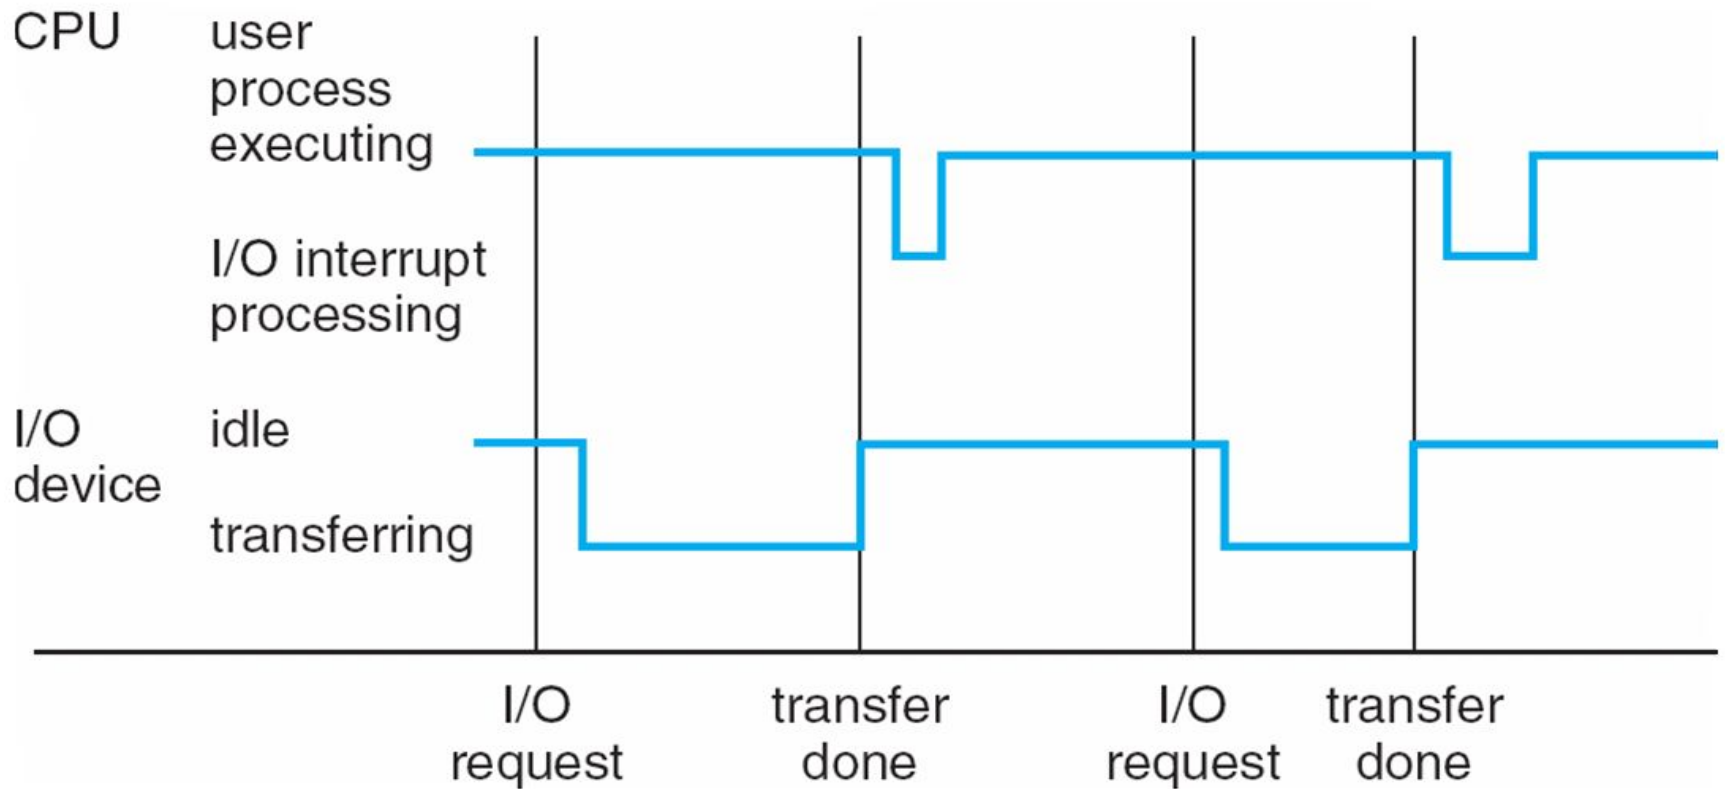 CPU
user
process
executing
I/O interrupt
processing
I/O
device
idle
transferring
I/O
request
transfer
done
I/O
request
transfer
done